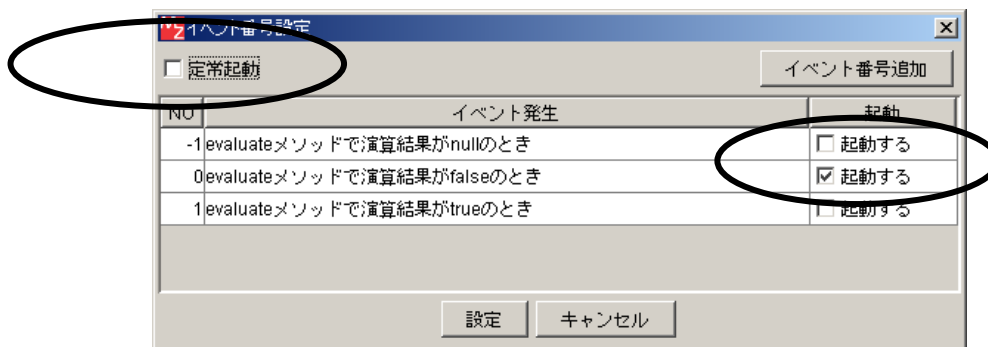 イベント番号設定
定常起動
イベント番号追加
NO イベント発生 起動
-1 evaluateメソッドで演算結果がnullのとき 起動する
0 evaluateメソッドで演算結果がfalseのとき 起動する
1 evaluateメソッドで演算結果がtrueのとき 起動する
設定 キャンセル